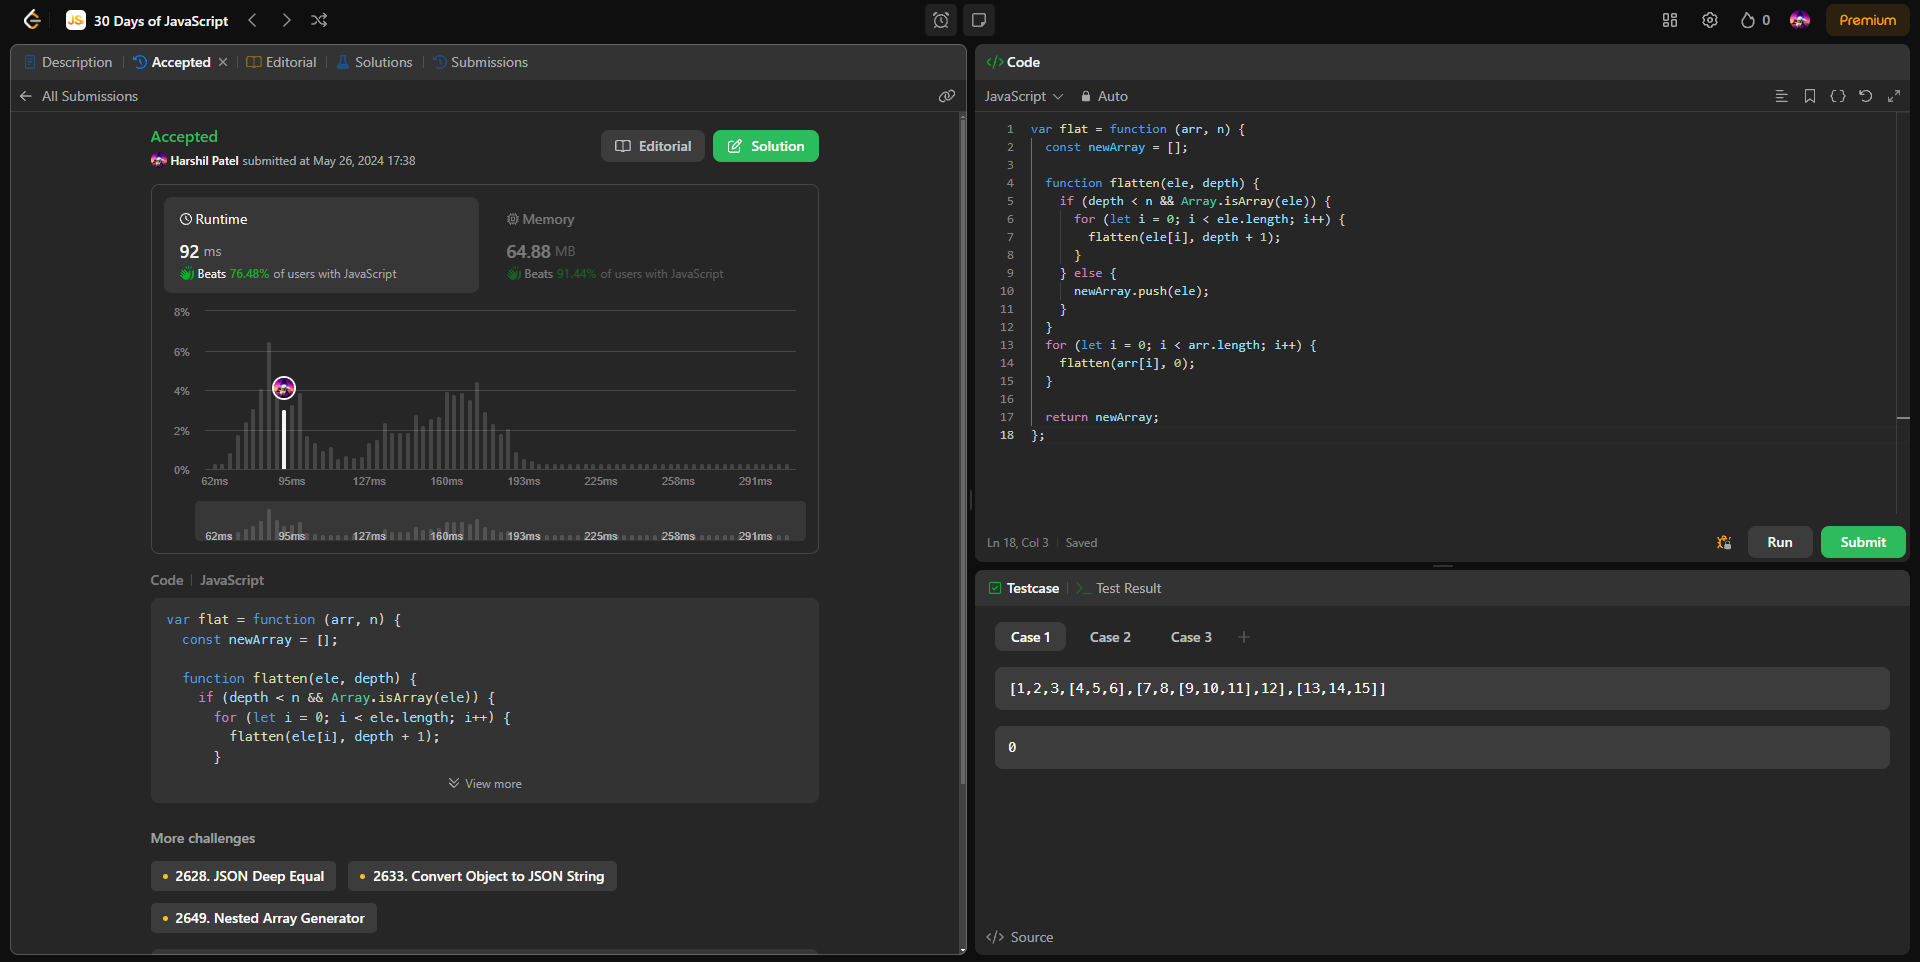 JS 30 Days of JavaScript
0
Premium
Description
Accepted
Editorial
Solutions
Submissions
All Submissions
Accepted
Harshil Patel submitted at May 26, 2024 17:38
Editorial
Solution
Runtime
92 ms
Beats 76.48% of users with JavaScript
Memory
64.88 MB
Beats 91.44% of users with JavaScript
8%
6%
4%
2%
0%
62ms 95ms 127ms 160ms 193ms 225ms 258ms 291ms
62ms 95ms 127ms 160ms 193ms 225ms 258ms 291ms
Code | JavaScript
var flat = function (arr, n) {
  const newArray = [];
  function flatten(ele, depth) {
    if (depth < n && Array.isArray(ele)) {
      for (let i = 0; i < ele.length; i++) {
        flatten(ele[i], depth + 1);
      }
View more
More challenges
2628. JSON Deep Equal
2633. Convert Object to JSON String
2649. Nested Array Generator
</> Code
JavaScript
Auto
1 var flat = function (arr, n) {
2   const newArray = [];
3
4   function flatten(ele, depth) {
5     if (depth < n && Array.isArray(ele)) {
6       for (let i = 0; i < ele.length; i++) {
7         flatten(ele[i], depth + 1);
8       }
9     } else {
10       newArray.push(ele);
11     }
12   }
13   for (let i = 0; i < arr.length; i++) {
14     flatten(arr[i], 0);
15   }
16
17   return newArray;
18 };
Ln 18, Col 3 | Saved
Run
Submit
Testcase
Test Result
Case 1
Case 2
Case 3
+
[1,2,3,[4,5,6],[7,8,[9,10,11],12],[13,14,15]]
0
</> Source